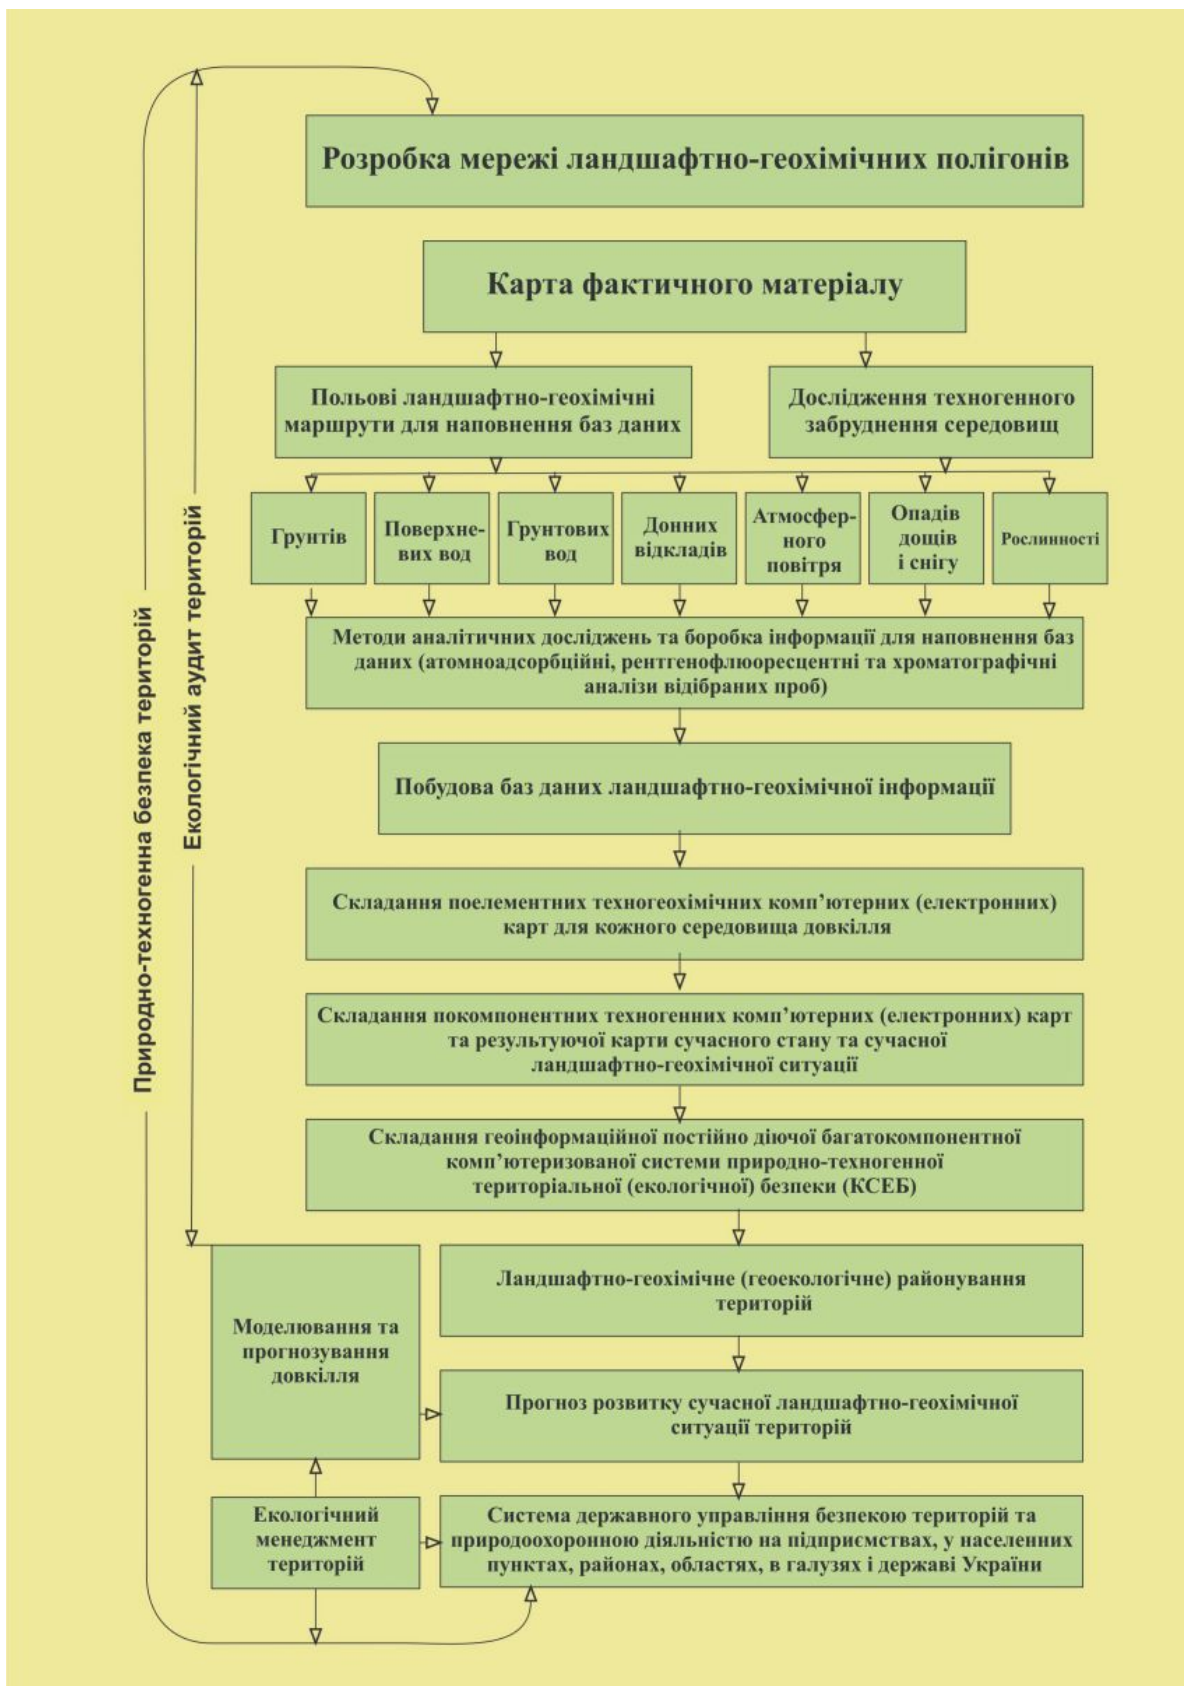 Розробка мережі ландшафтно-геохімічних полігонів
Карта фактичного матеріалу
Польові ландшафтно-геохімічні
маршрути для наповнення баз даних
Дослідження техногенного
забруднення середовищ
Грунтів
Поверхне-
вих вод
Грунтових
вод
Донних
відкладів
Атмосфер-
ного
повітря
Опадів
дощів
і снігу
Рослинності
Методи аналітичних досліджень та боробка інформації для наповнення баз
даних (атомноадсорбційні, рентгенофлюоресцентні та хроматографічні
аналізи відібраних проб)
Побудова баз даних ландшафтно-геохімічної інформації
Складання поелементних техногеохімічних комп’ютерних (електронних)
карт для кожного середовища довкілля
Складання покомпонентних техногенних комп’ютерних (електронних) карт
та результуючої карти сучасного стану та сучасної
ландшафтно-геохімічної ситуації
Складання геоінформаційної постійно діючої багатокомпонентної
комп’ютеризованої системи природно-техногенної
територіальної (екологічної) безпеки (КСЕБ)
Ландшафтно-геохімічне (геоекологічне) районування
територій
Моделювання та
прогнозування
довкілля
Прогноз розвитку сучасної ландшафтно-геохімічної
ситуації територій
Екологічний
менеджмент
територій
Система державного управління безпекою територій та
природоохоронною діяльністю на підприємствах, у населенних
пунктах, районах, областях, в галузях і державі України
Природно-техногенна безпека територій
Екологічний аудит територій